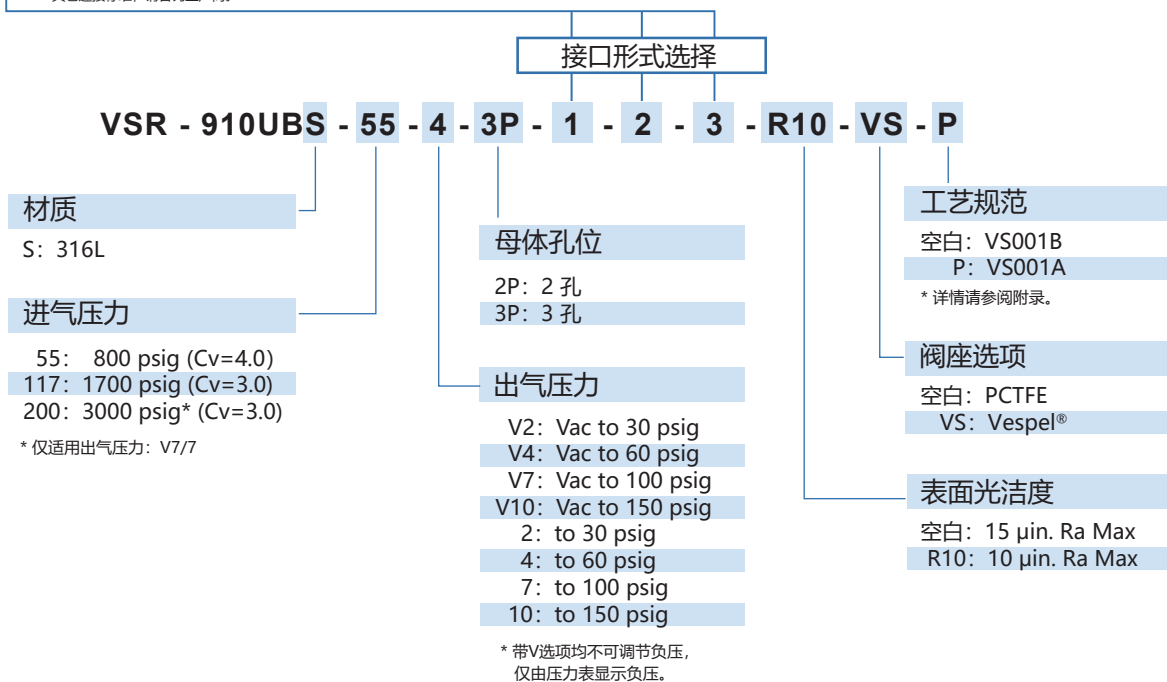 接口形式选择
VSR - 910UBS - 55 - 4 - 3P - 1 - 2 - 3 - R10 - VS - P
材质
S: 316L
进气压力
55: 800 psig (Cv=4.0)
117: 1700 psig (Cv=3.0)
200: 3000 psig* (Cv=3.0)
* 仅适用出气压力: V7/7
母体孔位
2P: 2 孔
3P: 3 孔
出气压力
V2: Vac to 30 psig
V4: Vac to 60 psig
V7: Vac to 100 psig
V10: Vac to 150 psig
2: to 30 psig
4: to 60 psig
7: to 100 psig
10: to 150 psig
* 带V选项均不可调节负压,
仅由压力表显示负压。
工艺规范
空白: VS001B
P: VS001A
* 详情请参阅附录。
阀座选项
空白: PCTFE
VS: Vespel®
表面光洁度
空白: 15 μin. Ra Max
R10: 10 μin. Ra Max